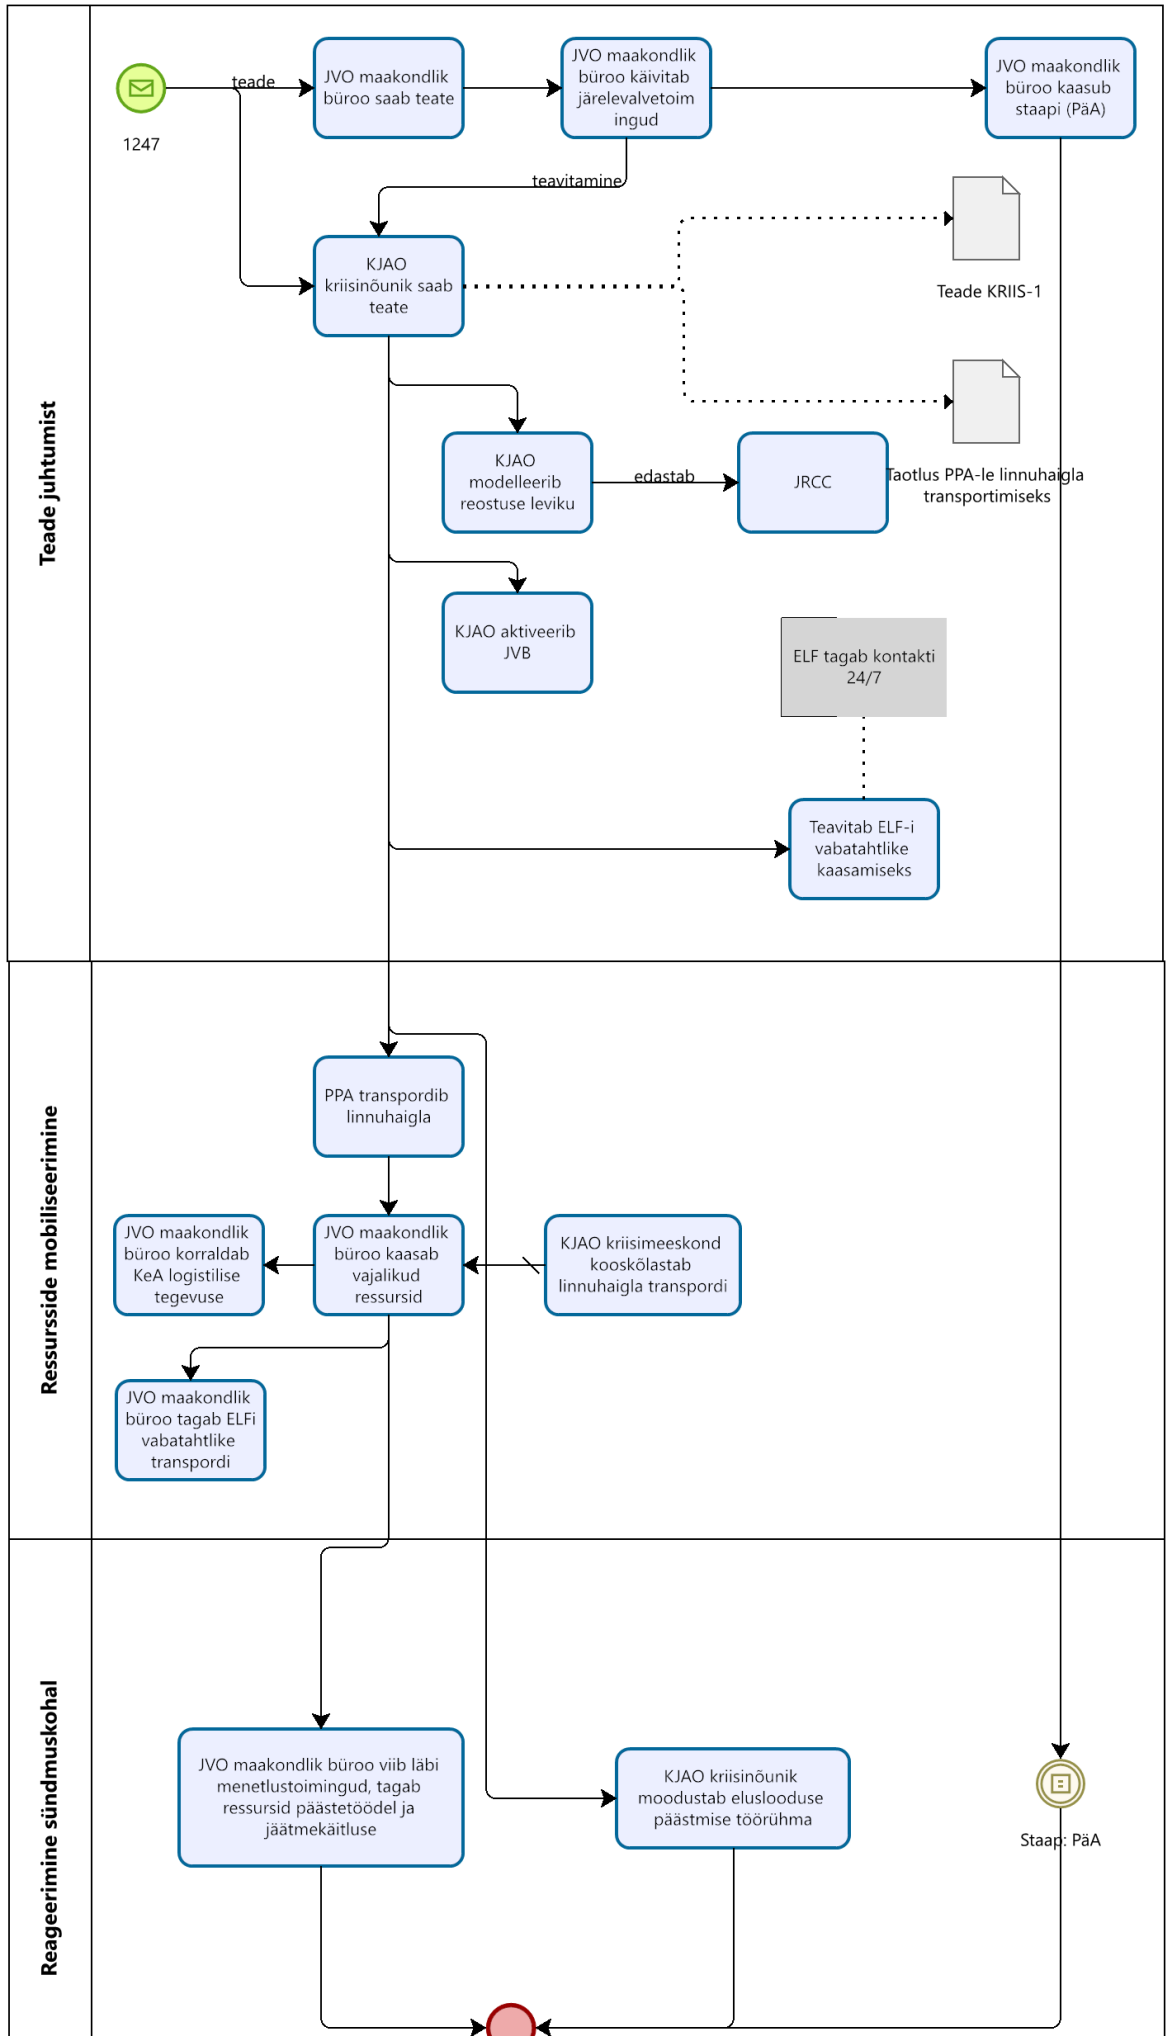 Teade juhtumist
teade
1247
JVO maakondlik
büroo saab teate
JVO maakondlik
büroo käivitab
järelevalvetoim
ingud
JVO maakondlik
büroo kaasub
staapi (PäA)
teavitamine
KJAO
kriisinõunik saab
teate
Teade KRIIS-1
Taotlus PPA-le linnuhaigla
transportimiseks
KJAO
modelleerib
reostuse leviku
edastab
JRCC
KJAO aktiveerib
JVB
ELF tagab kontakti
24/7
Teavitab ELF-i
vabatahtlike
kaasamiseks
Ressursside mobiliseerimine
PPA transpordib
linnuhaigla
JVO maakondlik
büroo korraldab
KeA logistilise
tegevuse
JVO maakondlik
büroo kaasab
vajalikud
ressursid
KJAO kriisimeeskond
kooskõlastab
linnuhaigla transpordi
JVO maakondlik
büroo tagab ELFi
vabatahtlike
transpordi
Reageerimine sündmuskohal
JVO maakondlik büroo viib läbi
menetlustoimingud, tagab
ressursid päästetöödel ja
jäätmekäitluse
KJAO kriisinõunik
moodustab eluslooduse
päästmise töörühma
Staap: PäA